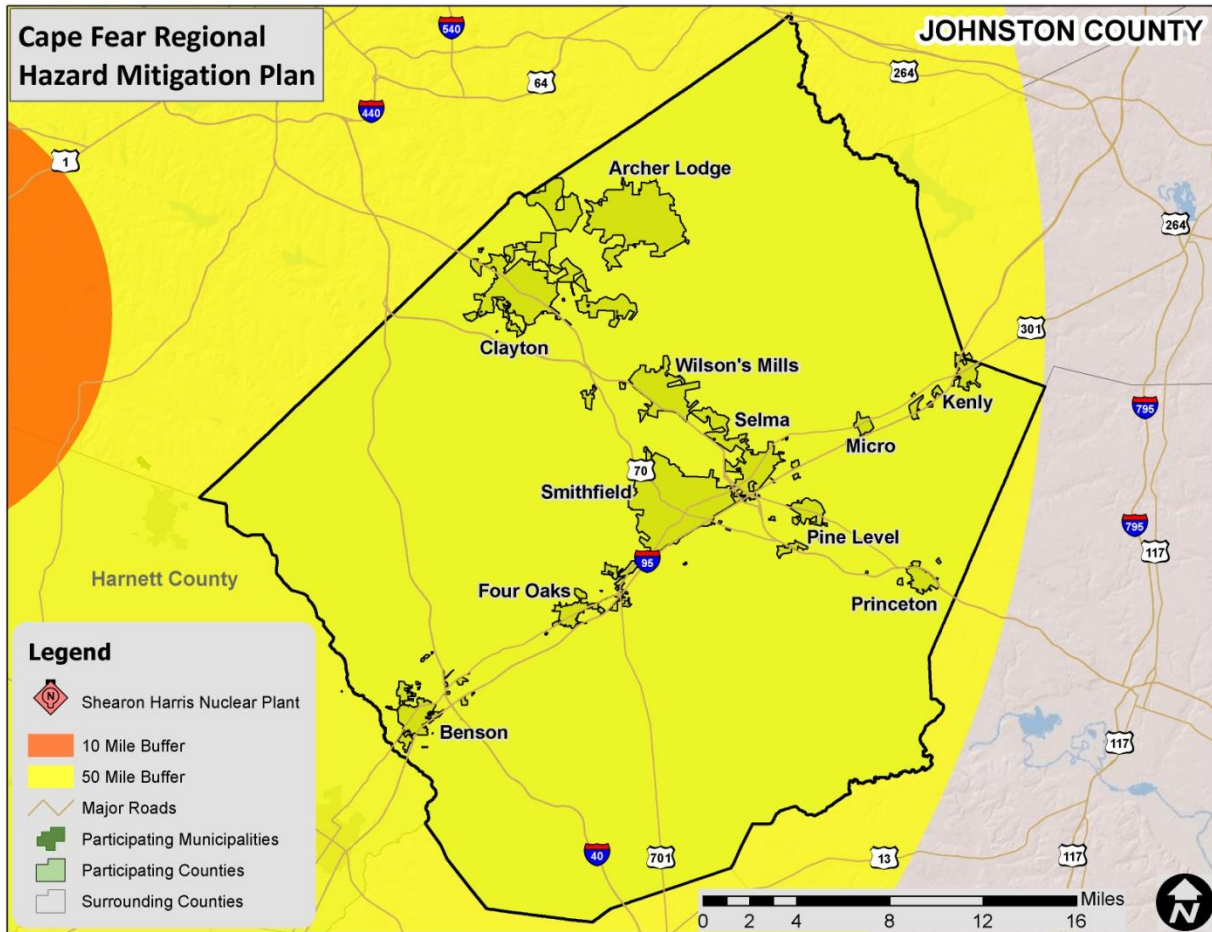 Cape Fear Regional
Hazard Mitigation Plan
JOHNSTON COUNTY
540
64
264
440
1
Archer Lodge
264
301
Clayton
Wilson's Mills
Kenly
Selma
Micro
795
70
Smithfield
Pine Level
795
117
95
Harnett County
Four Oaks
Princeton
Benson
117
40
701
13
117
Legend
N
Shearon Harris Nuclear Plant
10 Mile Buffer
50 Mile Buffer
Major Roads
Participating Municipalities
Participating Counties
Surrounding Counties
Miles
0 2 4 8 12 16
N